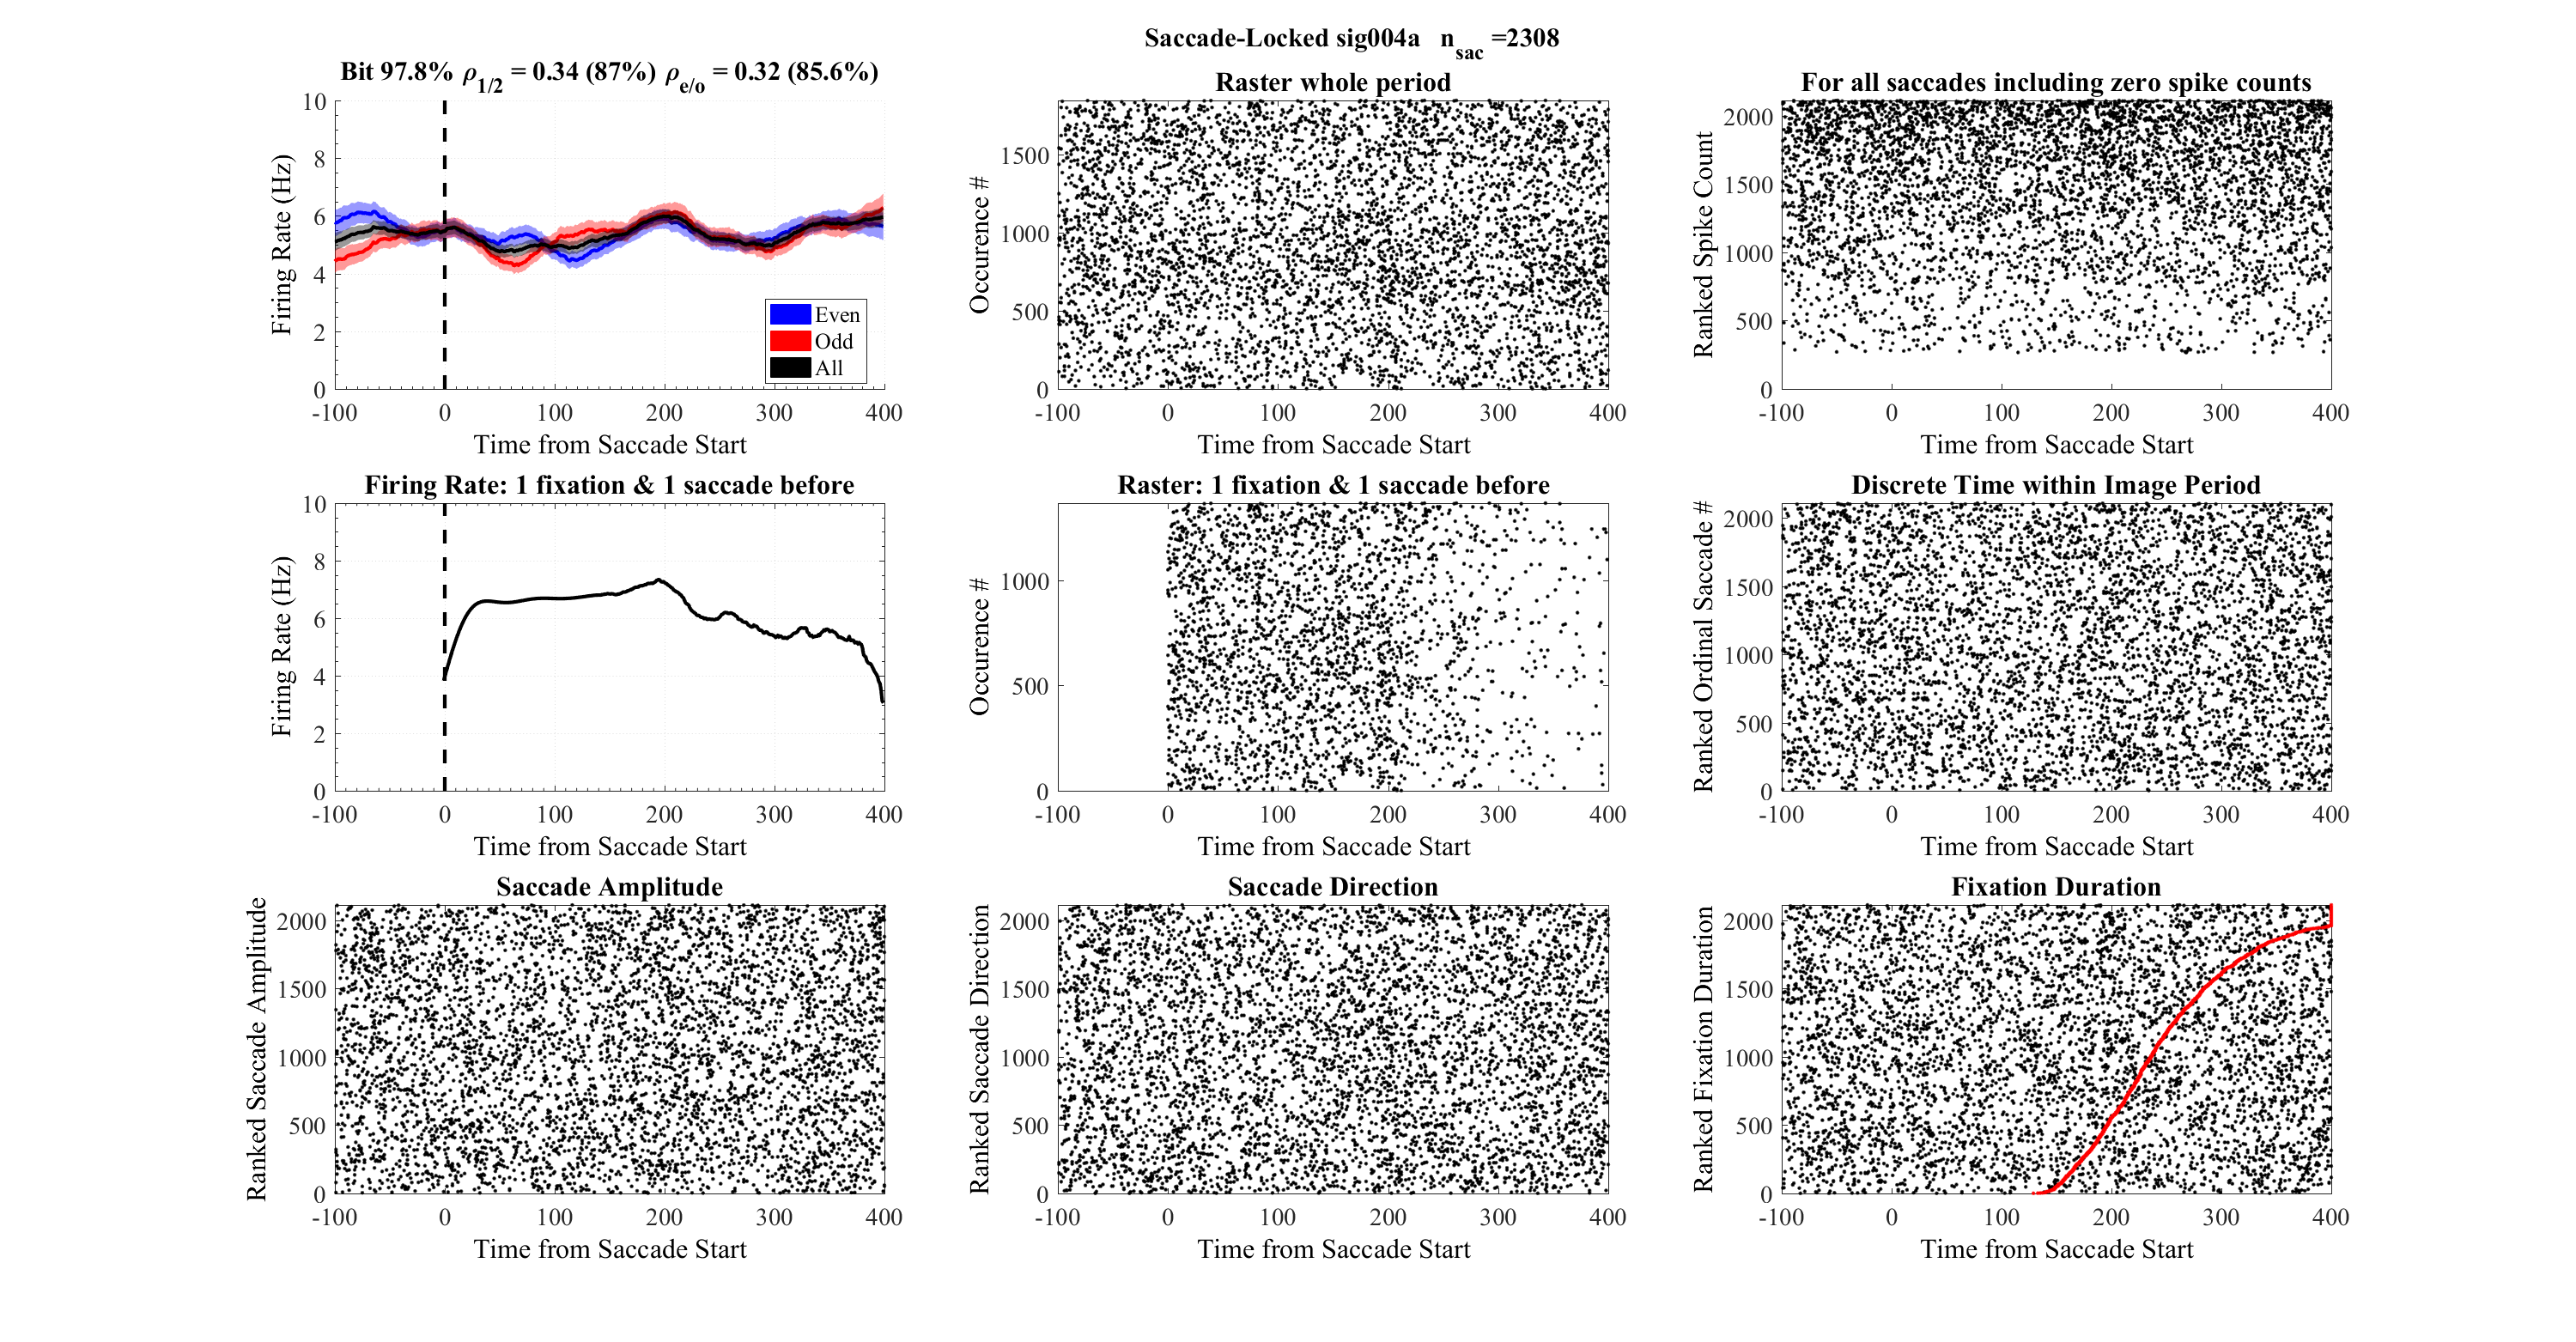 Saccade-Locked sig004a n_sac =2308
Bit 97.8% ρ_1/2 = 0.34 (87%) ρ_e/o = 0.32 (85.6%)
Firing Rate (Hz)
10
8
6
4
2
0
Even
Odd
All
-100 0 100 200 300 400
Time from Saccade Start
Raster whole period
Occurence #
1500
1000
500
0
-100 0 100 200 300 400
Time from Saccade Start
For all saccades including zero spike counts
Ranked Spike Count
2000
1500
1000
500
0
-100 0 100 200 300 400
Time from Saccade Start
Firing Rate: 1 fixation & 1 saccade before
Firing Rate (Hz)
10
8
6
4
2
0
-100 0 100 200 300 400
Time from Saccade Start
Raster: 1 fixation & 1 saccade before
Occurence #
1000
500
0
-100 0 100 200 300 400
Time from Saccade Start
Discrete Time within Image Period
Ranked Ordinal Saccade #
2000
1500
1000
500
0
-100 0 100 200 300 400
Time from Saccade Start
Saccade Amplitude
Ranked Saccade Amplitude
2000
1500
1000
500
0
-100 0 100 200 300 400
Time from Saccade Start
Saccade Direction
Ranked Saccade Direction
2000
1500
1000
500
0
-100 0 100 200 300 400
Time from Saccade Start
Fixation Duration
Ranked Fixation Duration
2000
1500
1000
500
0
-100 0 100 200 300 400
Time from Saccade Start